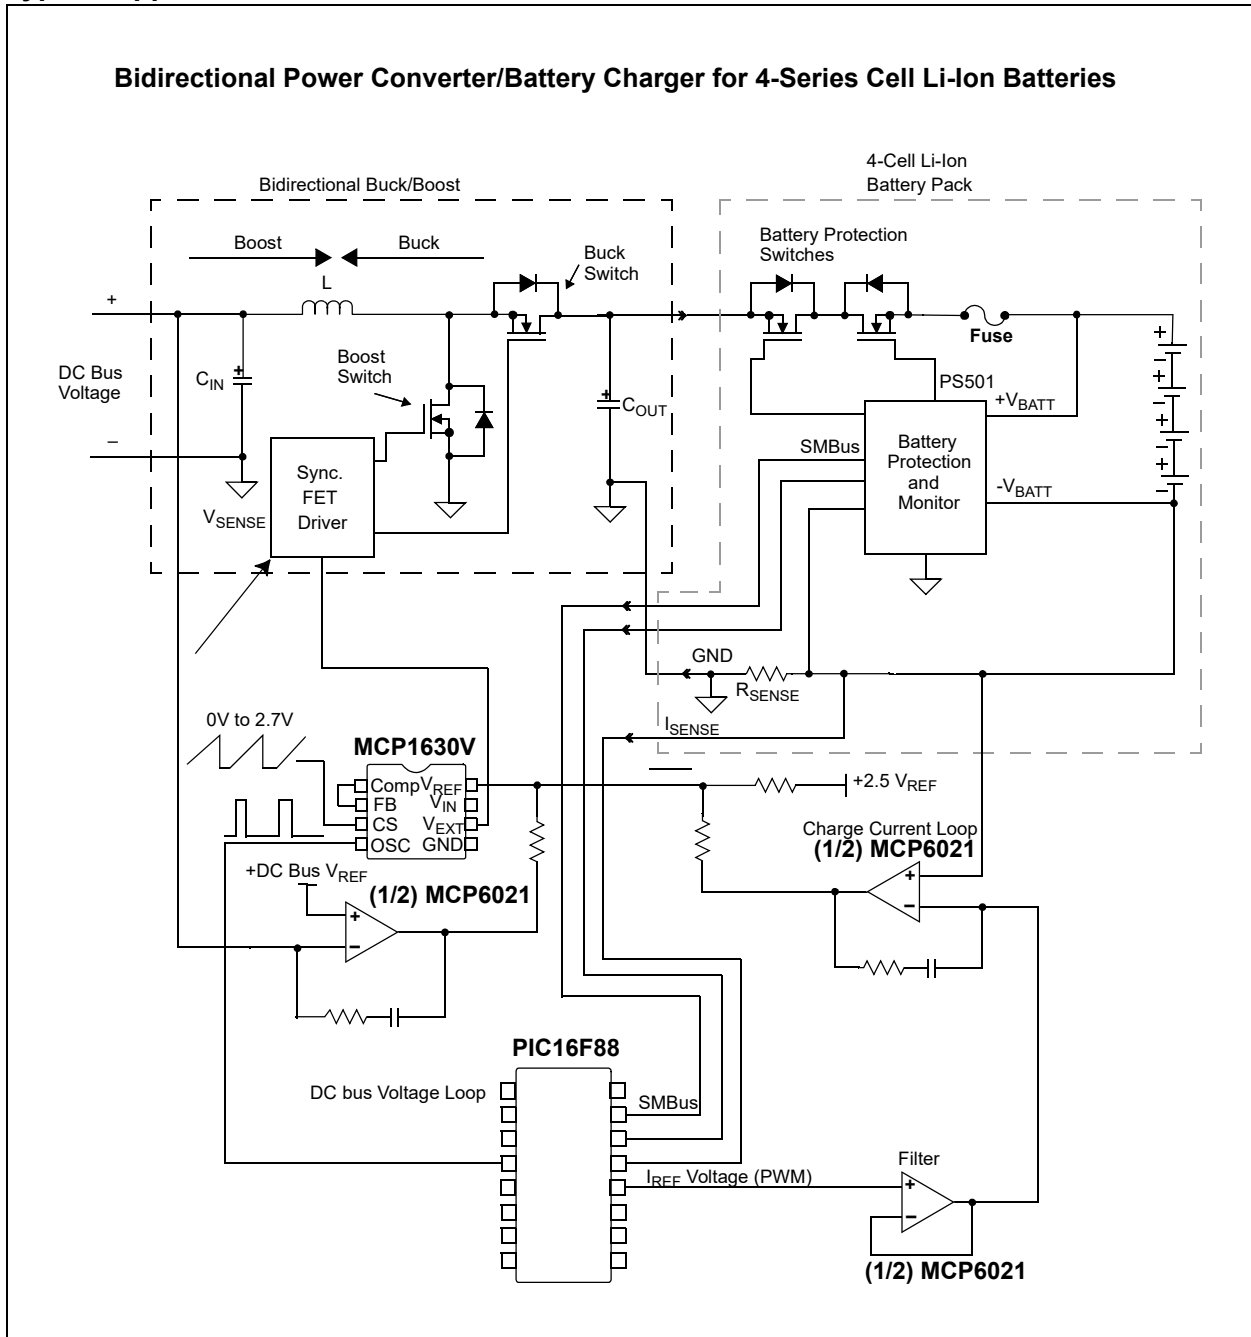 Bidirectional Power Converter/Battery Charger for 4-Series Cell Li-Ion Batteries
4-Cell Li-Ion
Battery Pack
Bidirectional Buck/Boost
Boost
Buck
L
Buck
Switch
Battery Protection
Switches
+
DC Bus
Voltage
–
CIN
+
Boost
Switch
+
COUT
Fuse
PS501
+VBATT
-VBATT
+
–
+
–
+
–
+
–
SMBus
Battery
Protection
and
Monitor
Sync.
FET
Driver
VSENSE
GND
RSENSE
ISENSE
0V to 2.7V
MCP1630V
Comp VREF
FB VIN
CS VEXT
OSC GND
+2.5 VREF
Charge Current Loop
(1/2) MCP6021
+
–
+DC Bus VREF
(1/2) MCP6021
+
–
PIC16F88
DC bus Voltage Loop
SMBus
IREF Voltage (PWM)
Filter
+
–
(1/2) MCP6021